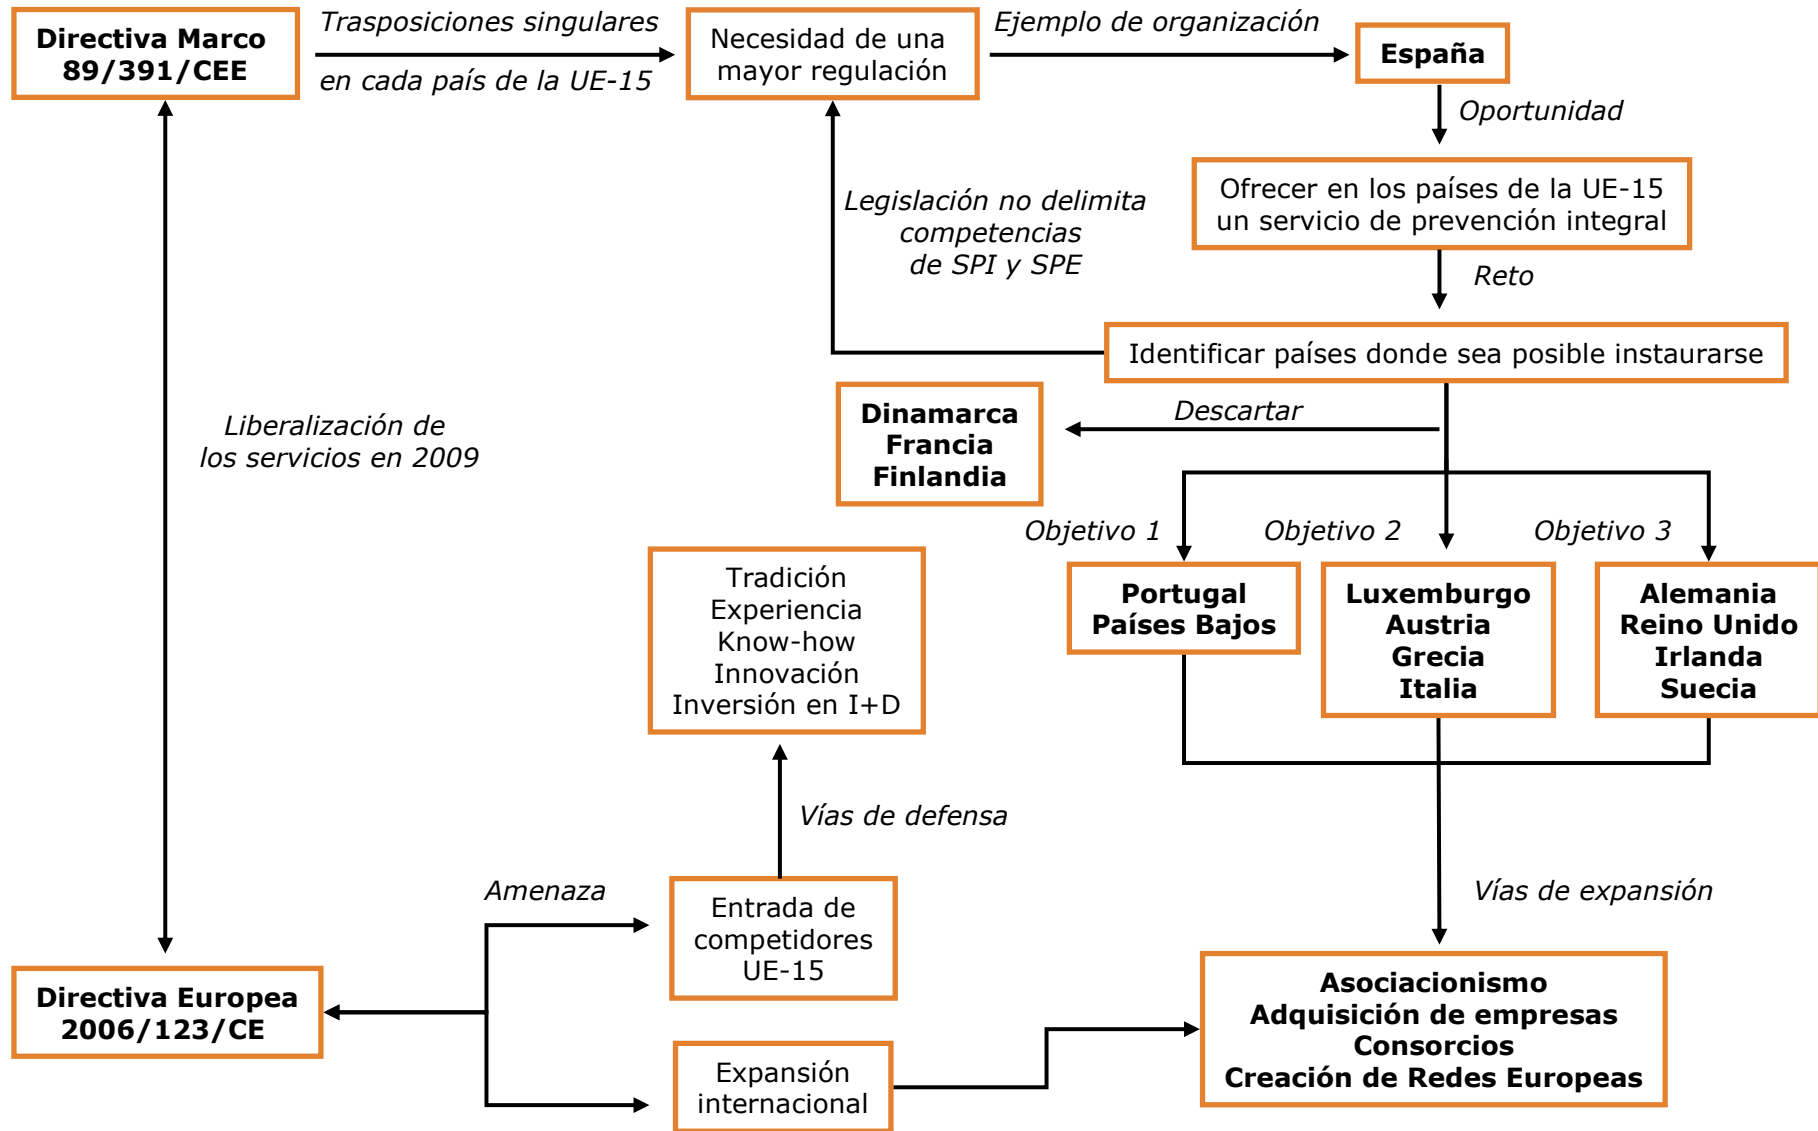 Directiva Marco
89/391/CEE
Trasposiciones singulares
en cada país de la UE-15
Necesidad de una
mayor regulación
Ejemplo de organización
España
Oportunidad
Ofrecer en los países de la UE-15
un servicio de prevención integral
Reto
Legislación no delimita
competencias
de SPI y SPE
Identificar países donde sea posible instaurarse
Descartar
Dinamarca
Francia
Finlandia
Liberalización de
los servicios en 2009
Objetivo 1
Objetivo 2
Objetivo 3
Portugal
Países Bajos
Luxemburgo
Austria
Grecia
Italia
Alemania
Reino Unido
Irlanda
Suecia
Tradición
Experiencia
Know-how
Innovación
Inversión en I+D
Vías de defensa
Amenaza
Entrada de
competidores
UE-15
Vías de expansión
Directiva Europea
2006/123/CE
Expansión
internacional
Asociacionismo
Adquisición de empresas
Consorcios
Creación de Redes Europeas